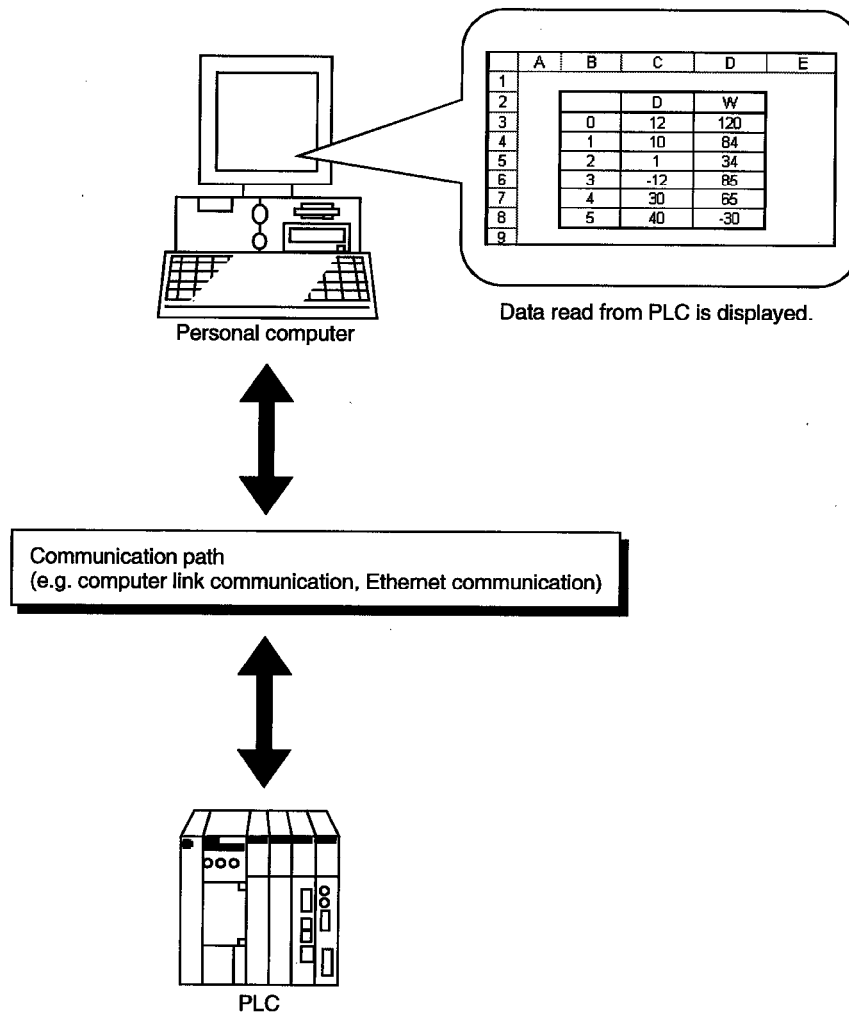 A B C D E
1
2 D W
3 0 12 120
4 1 10 84
5 2 1 34
6 3 -12 85
7 4 30 65
8 5 40 -30
9
Data read from PLC is displayed.
Personal computer
Communication path
(e.g. computer link communication, Ethernet communication)
PLC